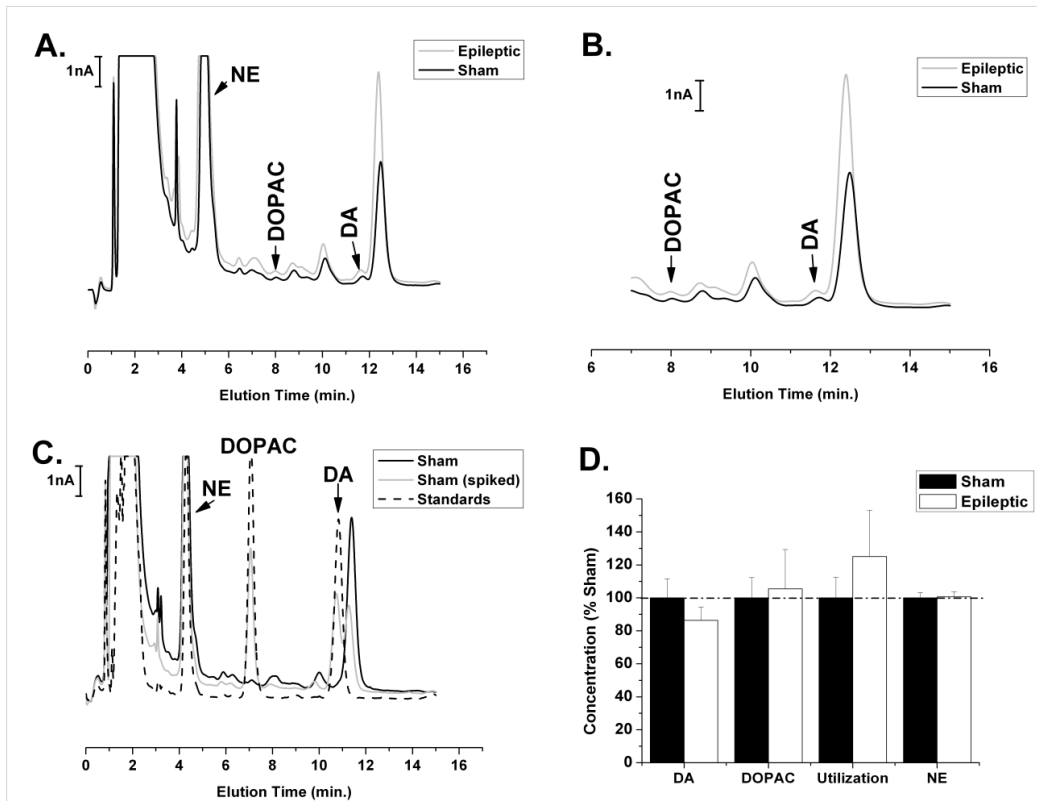 A.
1nA
NE
Epileptic
Sham
DOPAC
DA
0 2 4 6 8 10 12 14 16
Elution Time (min.)
B.
1nA
Epileptic
Sham
DOPAC
DA
6 8 10 12 14 16
Elution Time (min.)
C.
1nA
NE
DOPAC
DA
Sham
Sham (spiked)
Standards
0 2 4 6 8 10 12 14 16
Elution Time (min.)
D.
Sham
Epileptic
Concentration (% Sham)
160
140
120
100
80
60
40
20
0
DA DOPAC Utilization NE